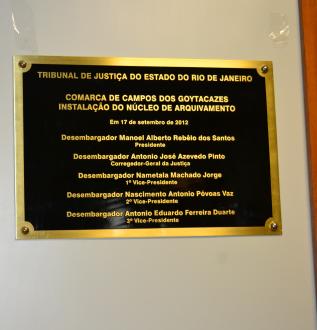 TRIBUNAL DE JUSTIÇA DO ESTADO DO RIO DE JANEIRO
COMARCA DE CAMPOS DOS GOYTACAZES
INSTALAÇÃO DO NÚCLEO DE ARQUIVAMENTO
Em 17 de setembro de 2012
Desembargador Manoel Alberto Rebêlo dos Santos
Presidente
Desembargador Antonio José Azevedo Pinto
Corregedor-Geral da Justiça
Desembargador Nametala Machado Jorge
1º Vice-Presidente
Desembargador Nascimento Antonio Póvoas Vaz
2º Vice-Presidente
Desembargador Antonio Eduardo Ferreira Duarte
3º Vice-Presidente